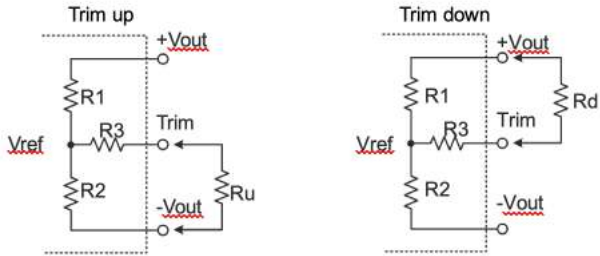 Trim up
+Vout
R1
R3
Trim
Vref
R2
-Vout
Ru
Trim down
+Vout
R1
Rd
R3
Trim
Vref
R2
-Vout